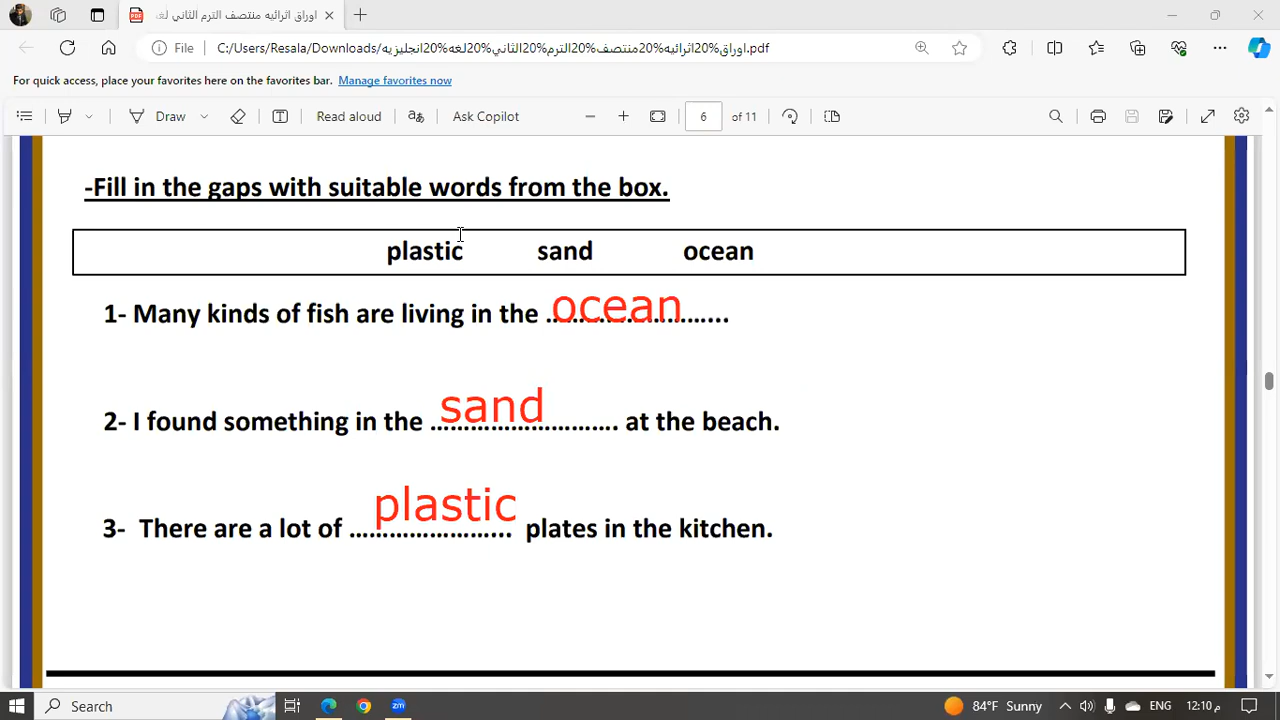 اوراق اثرائيه منتصف الترم الثاني لغ
File C:/Users/Resala/Downloads/اوراق%20اثرائيه%20منتصف%20الترم%20الثاني%20لغه%20انجليزيه.pdf
For quick access, place your favorites here on the favorites bar. Manage favorites now
Draw Read aloud aあ Ask Copilot 6 of 11
-Fill in the gaps with suitable words from the box.
plastic sand ocean
1- Many kinds of fish are living in the ocean…………………...
2- I found something in the sand………………………. at the beach.
3- There are a lot of plastic…………………... plates in the kitchen.
Search zm 84°F Sunny ENG 12:10 م